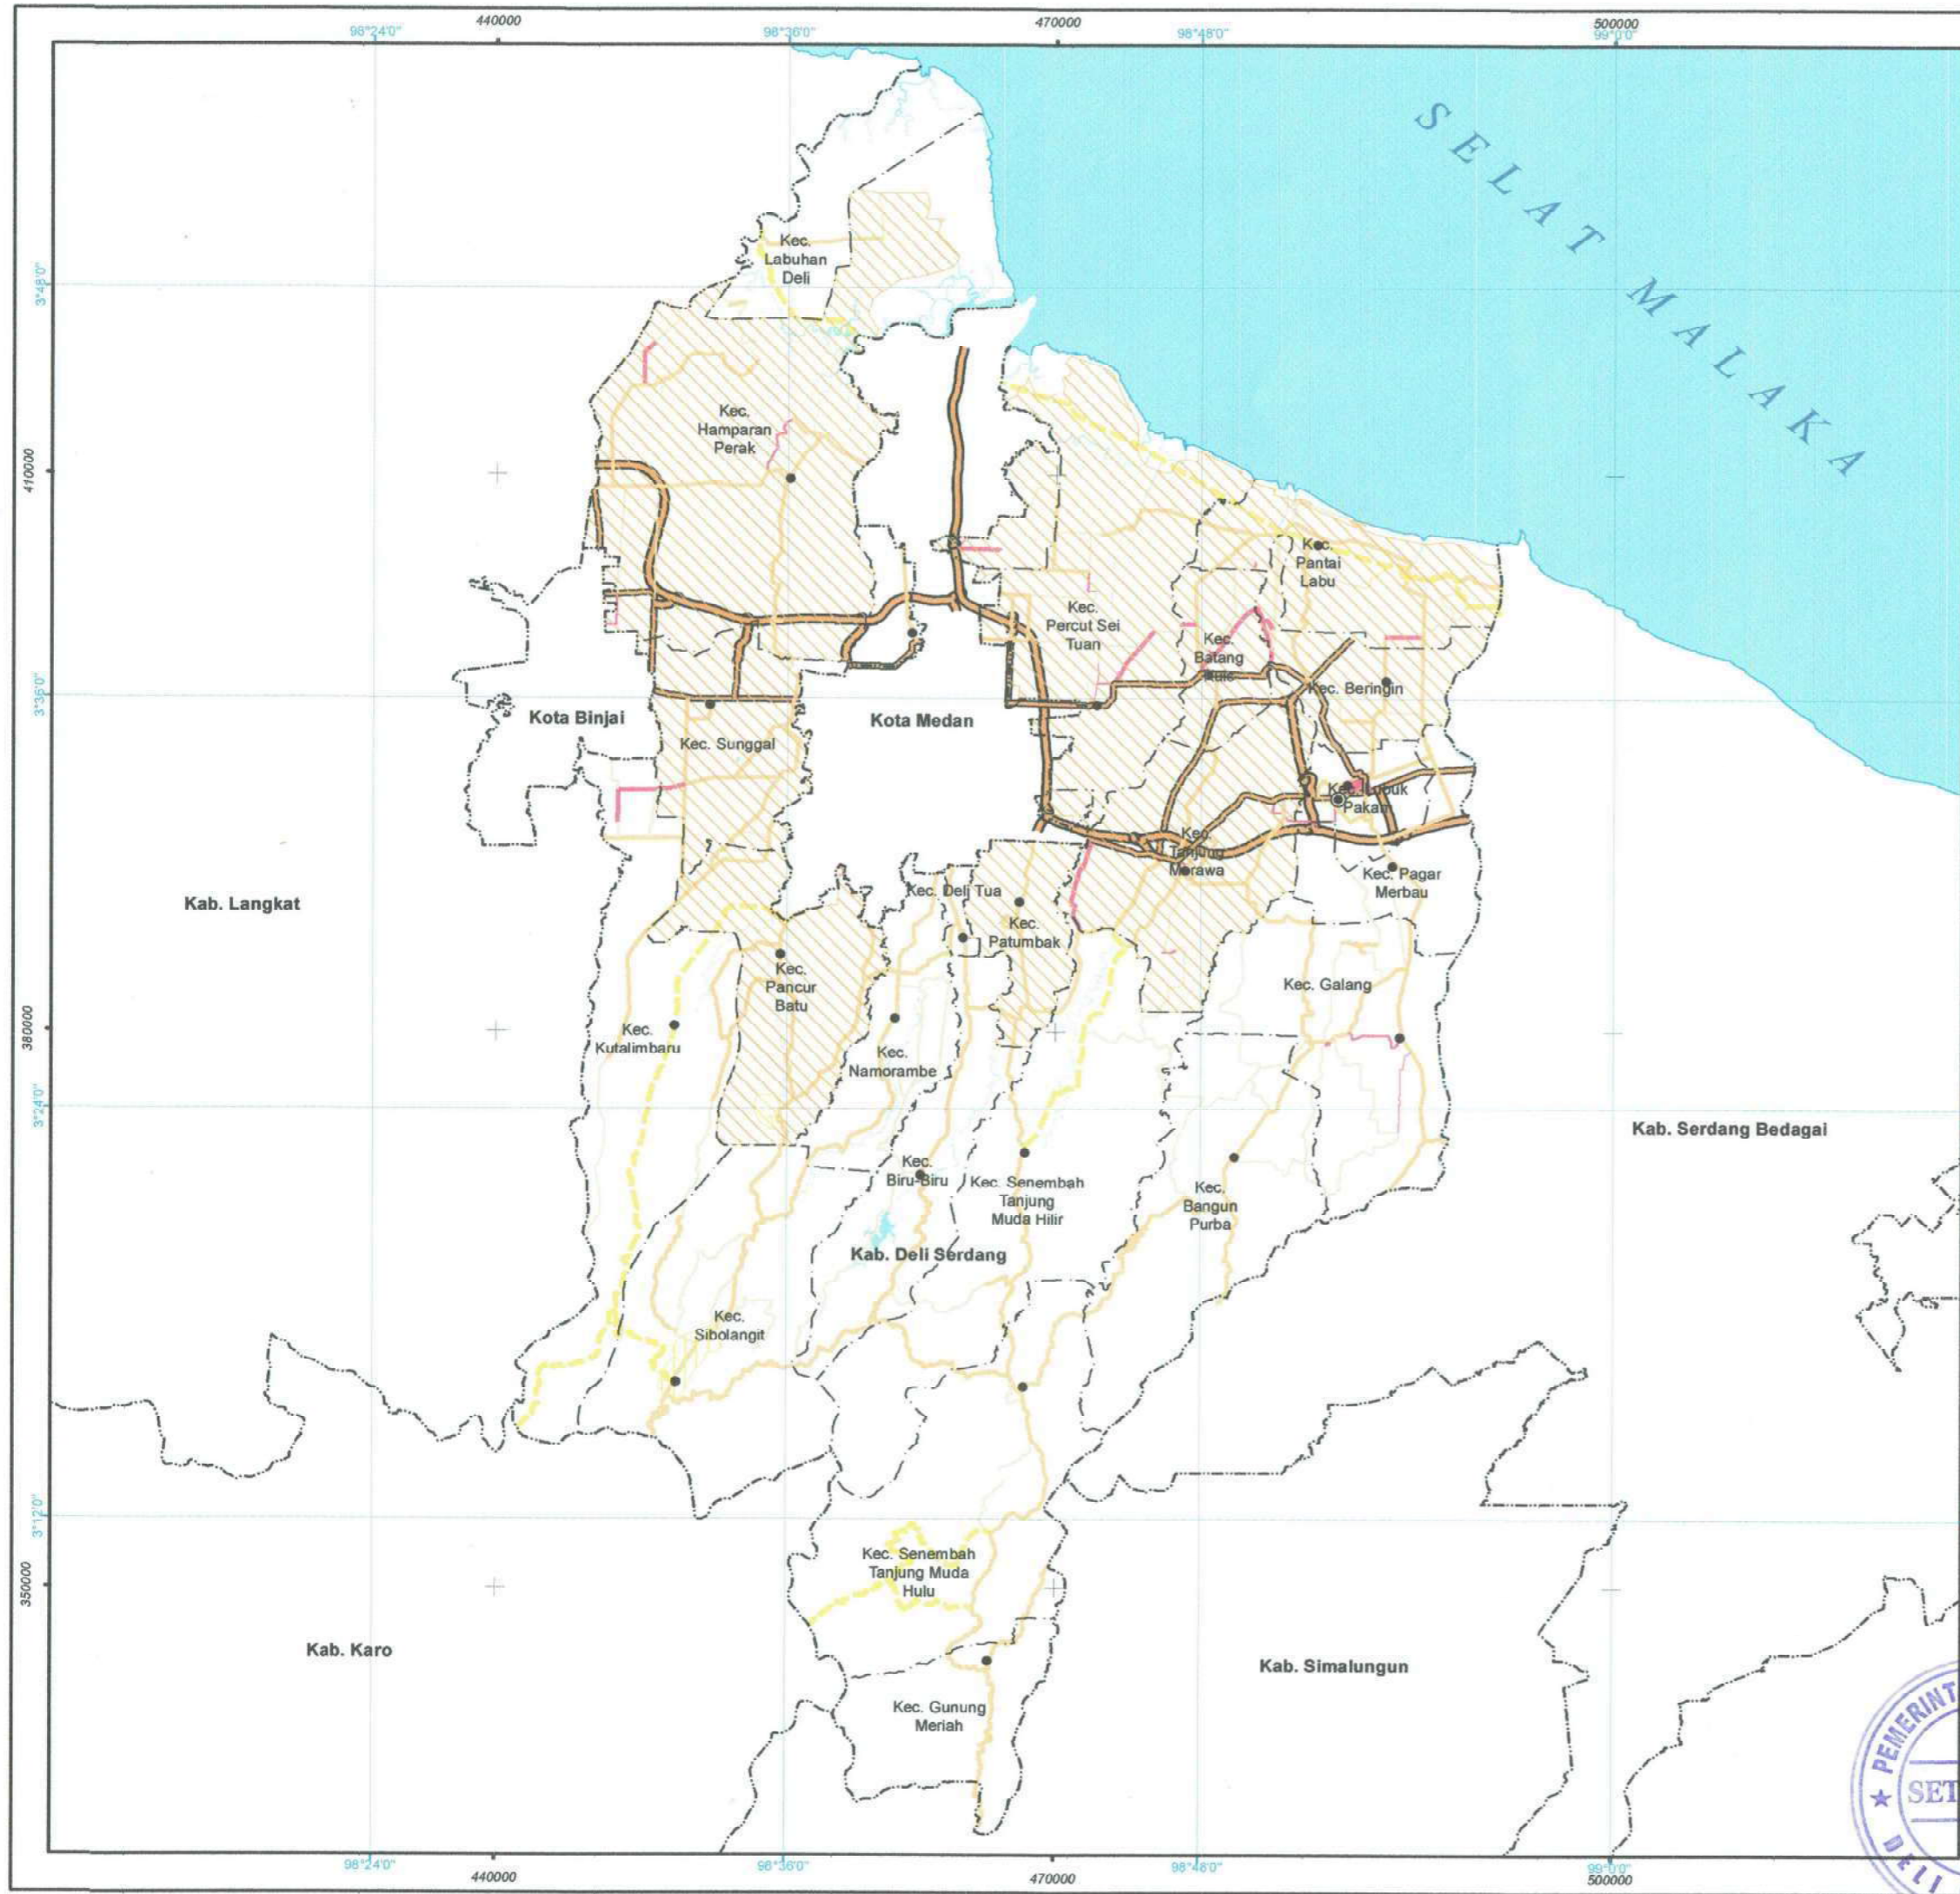 440000
470000
500000
98°24'0"
98°36'0"
98°48'0"
99°0'0"
SELAT MALAKA
Kec.
Labuhan
Deli
3°48'0"
Kec.
Hamparan
Perak
410000
Kec.
Pantai
Labu
Kec.
Percut Sei
Tuan
Kec.
Batang
Kuis
Kec. Beringin
3°36'0"
Kota Binjai
Kota Medan
Kec. Sunggal
Kec. Lubuk
Pakam
Kec.
Tanjung
Morawa
Kec. Pagar
Merbau
Kab. Langkat
Kec. Deli Tua
Kec.
Patumbak
Kec.
Pancur
Batu
Kec. Galang
380000
Kec.
Kutalimbaru
Kec.
Namorambe
3°24'0"
Kab. Serdang Bedagai
Kec.
Biru-Biru
Kec. Senembah
Tanjung
Muda Hilir
Kec.
Bangun
Purba
Kab. Deli Serdang
Kec.
Sibolangit
3°12'0"
Kec. Senembah
Tanjung Muda
Hulu
350000
Kab. Karo
Kab. Simalungun
Kec. Gunung
Meriah
PEMERINT
SET
DELI
98°24'0"
98°36'0"
98°48'0"
99°0'0"
440000
470000
500000